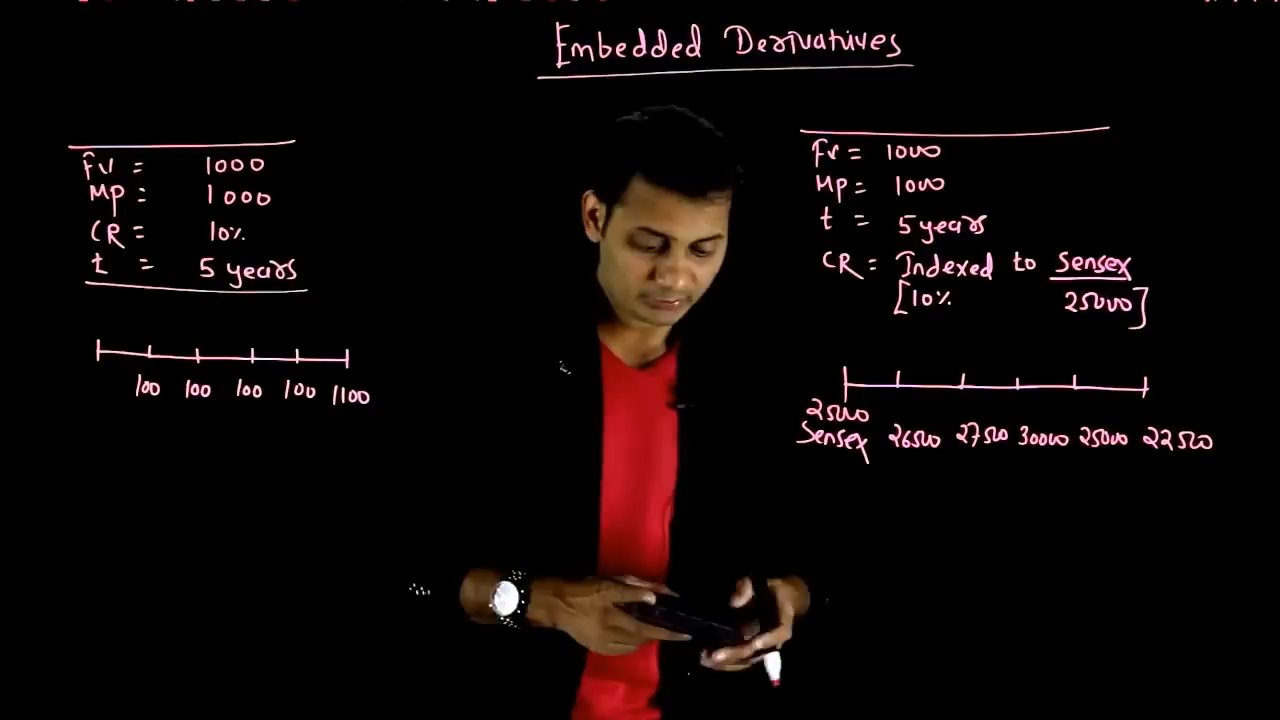 Embedded Derivatives
FV = 1000
MP = 1000
CR = 10%
t = 5 years
100 100 100 100 1100
FV = 1000
MP = 1000
t = 5 years
CR = Indexed to Sensex
[10% 25000]
25000
Sensex 26500 27500 30000 25000 22500